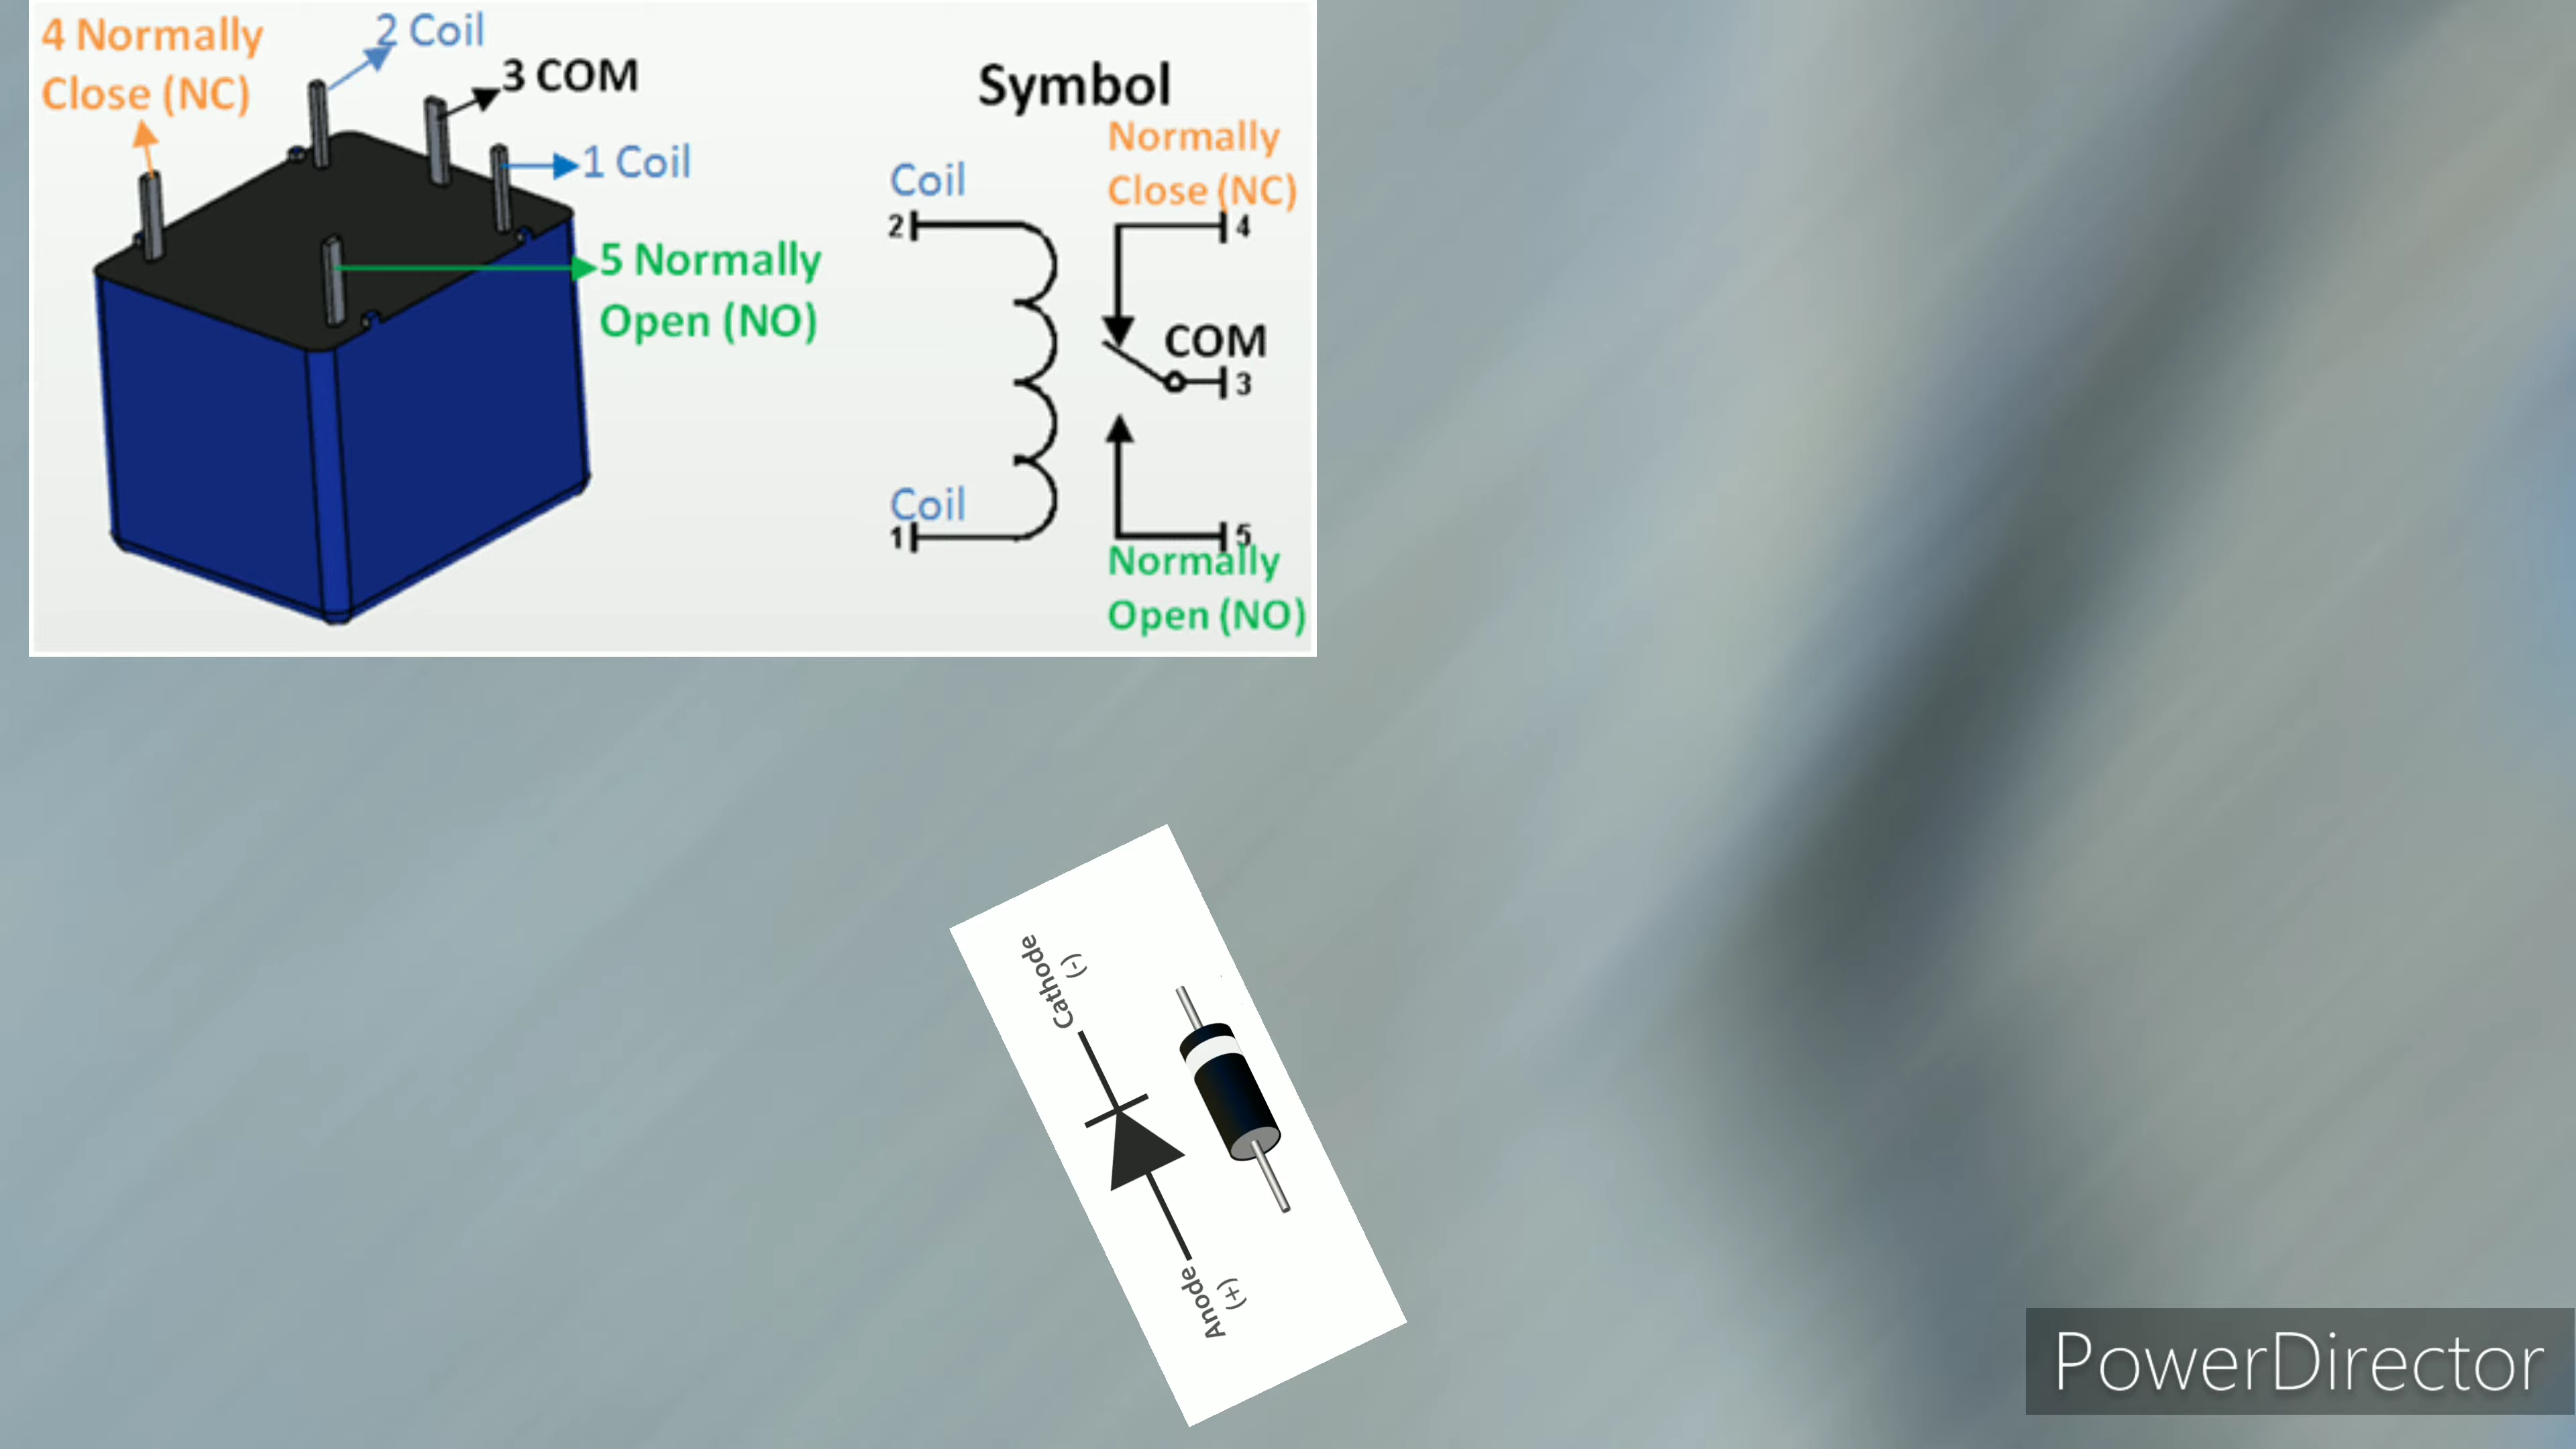 4 Normally
Close (NC)
2 Coil
3 COM
1 Coil
5 Normally
Open (NO)
Symbol
Coil
2
Normally
Close (NC)
4
COM
3
Coil
1
5
Normally
Open (NO)
Cathode
(-)
Anode
(+)
PowerDirector